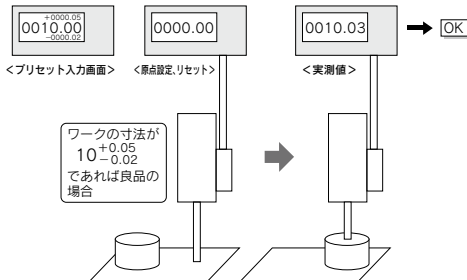 +0000.05
0010.00
-0000.02
0000.00
0010.03
OK
<プリセット入力画面>
<原点設定、リセット>
<実測値>
ワークの寸法が
10+0.05
−0.02
であれば良品の
場合